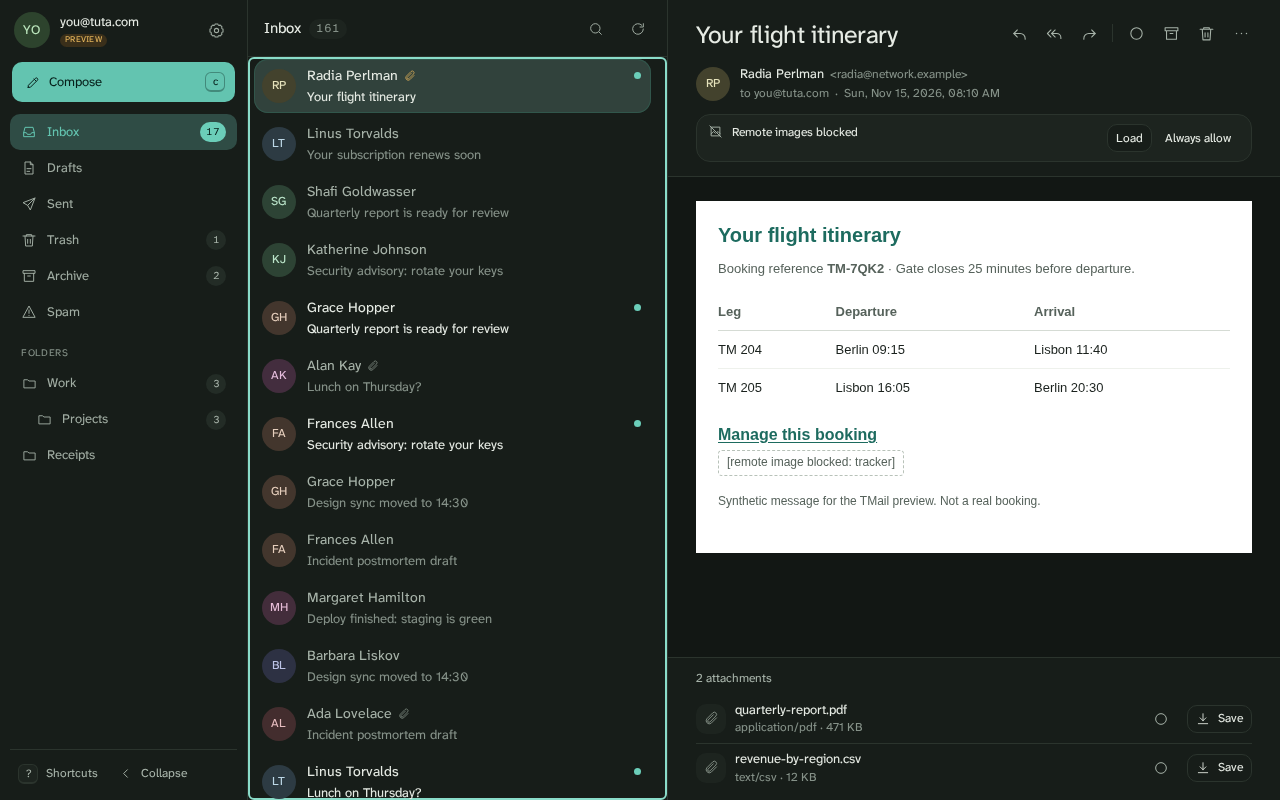 YO
you@tuta.com
PREVIEW
Compose
c
Inbox
17
Drafts
Sent
Trash
1
Archive
2
Spam
FOLDERS
Work
3
Projects
3
Receipts
?
Shortcuts
Collapse
Inbox 161
RP
Radia Perlman
Your flight itinerary
LT
Linus Torvalds
Your subscription renews soon
SG
Shafi Goldwasser
Quarterly report is ready for review
KJ
Katherine Johnson
Security advisory: rotate your keys
GH
Grace Hopper
Quarterly report is ready for review
AK
Alan Kay
Lunch on Thursday?
FA
Frances Allen
Security advisory: rotate your keys
GH
Grace Hopper
Design sync moved to 14:30
FA
Frances Allen
Incident postmortem draft
MH
Margaret Hamilton
Deploy finished: staging is green
BL
Barbara Liskov
Design sync moved to 14:30
AL
Ada Lovelace
Incident postmortem draft
LT
Linus Torvalds
Lunch on Thursday?
Your flight itinerary
RP
Radia Perlman <radia@network.example>
to you@tuta.com · Sun, Nov 15, 2026, 08:10 AM
Remote images blocked
Load
Always allow
Your flight itinerary
Booking reference TM-7QK2 · Gate closes 25 minutes before departure.
Leg Departure Arrival
TM 204 Berlin 09:15 Lisbon 11:40
TM 205 Lisbon 16:05 Berlin 20:30
Manage this booking
[remote image blocked: tracker]
Synthetic message for the TMail preview. Not a real booking.
2 attachments
quarterly-report.pdf
application/pdf · 471 KB
Save
revenue-by-region.csv
text/csv · 12 KB
Save